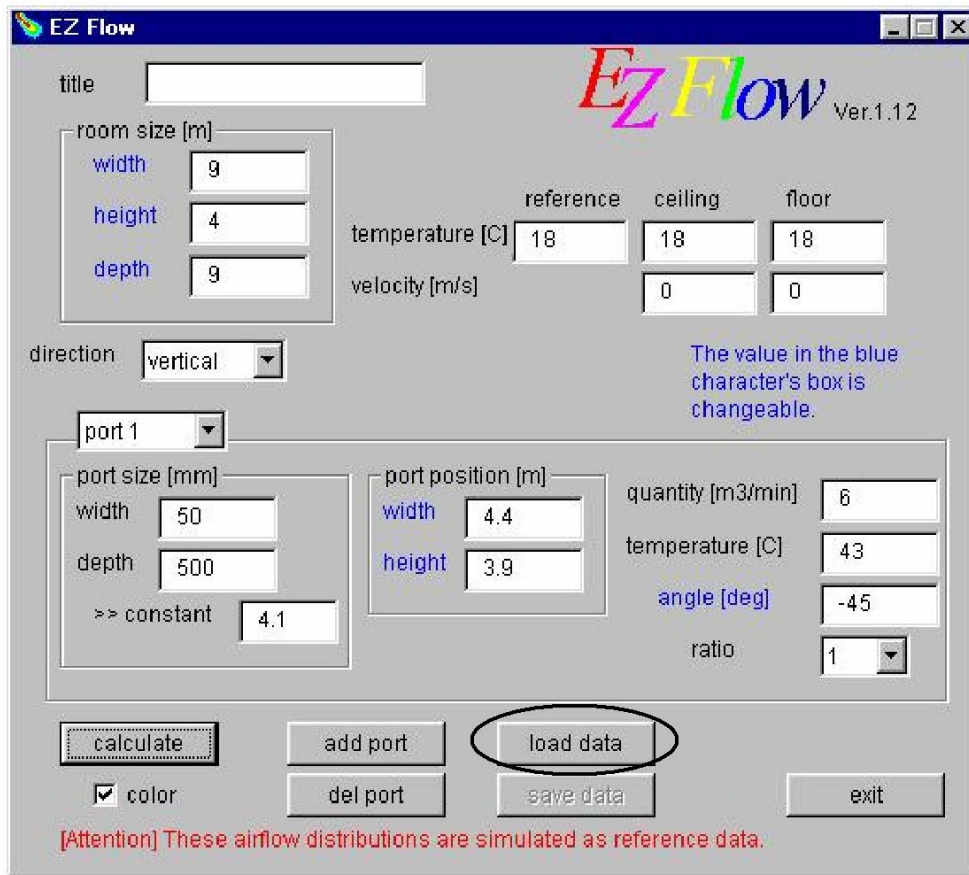 EZ Flow
title
EZ Flow Ver.1.12
room size [m]
width 9
height 4
depth 9
reference ceiling floor
temperature [C] 18 18 18
velocity [m/s] 0 0
direction vertical
The value in the blue
character's box is
changeable.
port 1
port size [mm]
width 50
depth 500
>> constant 4.1
port position [m]
width 4.4
height 3.9
quantity [m3/min] 6
temperature [C] 43
angle [deg] -45
ratio 1
calculate add port load data
color del port save data exit
[Attention] These airflow distributions are simulated as reference data.